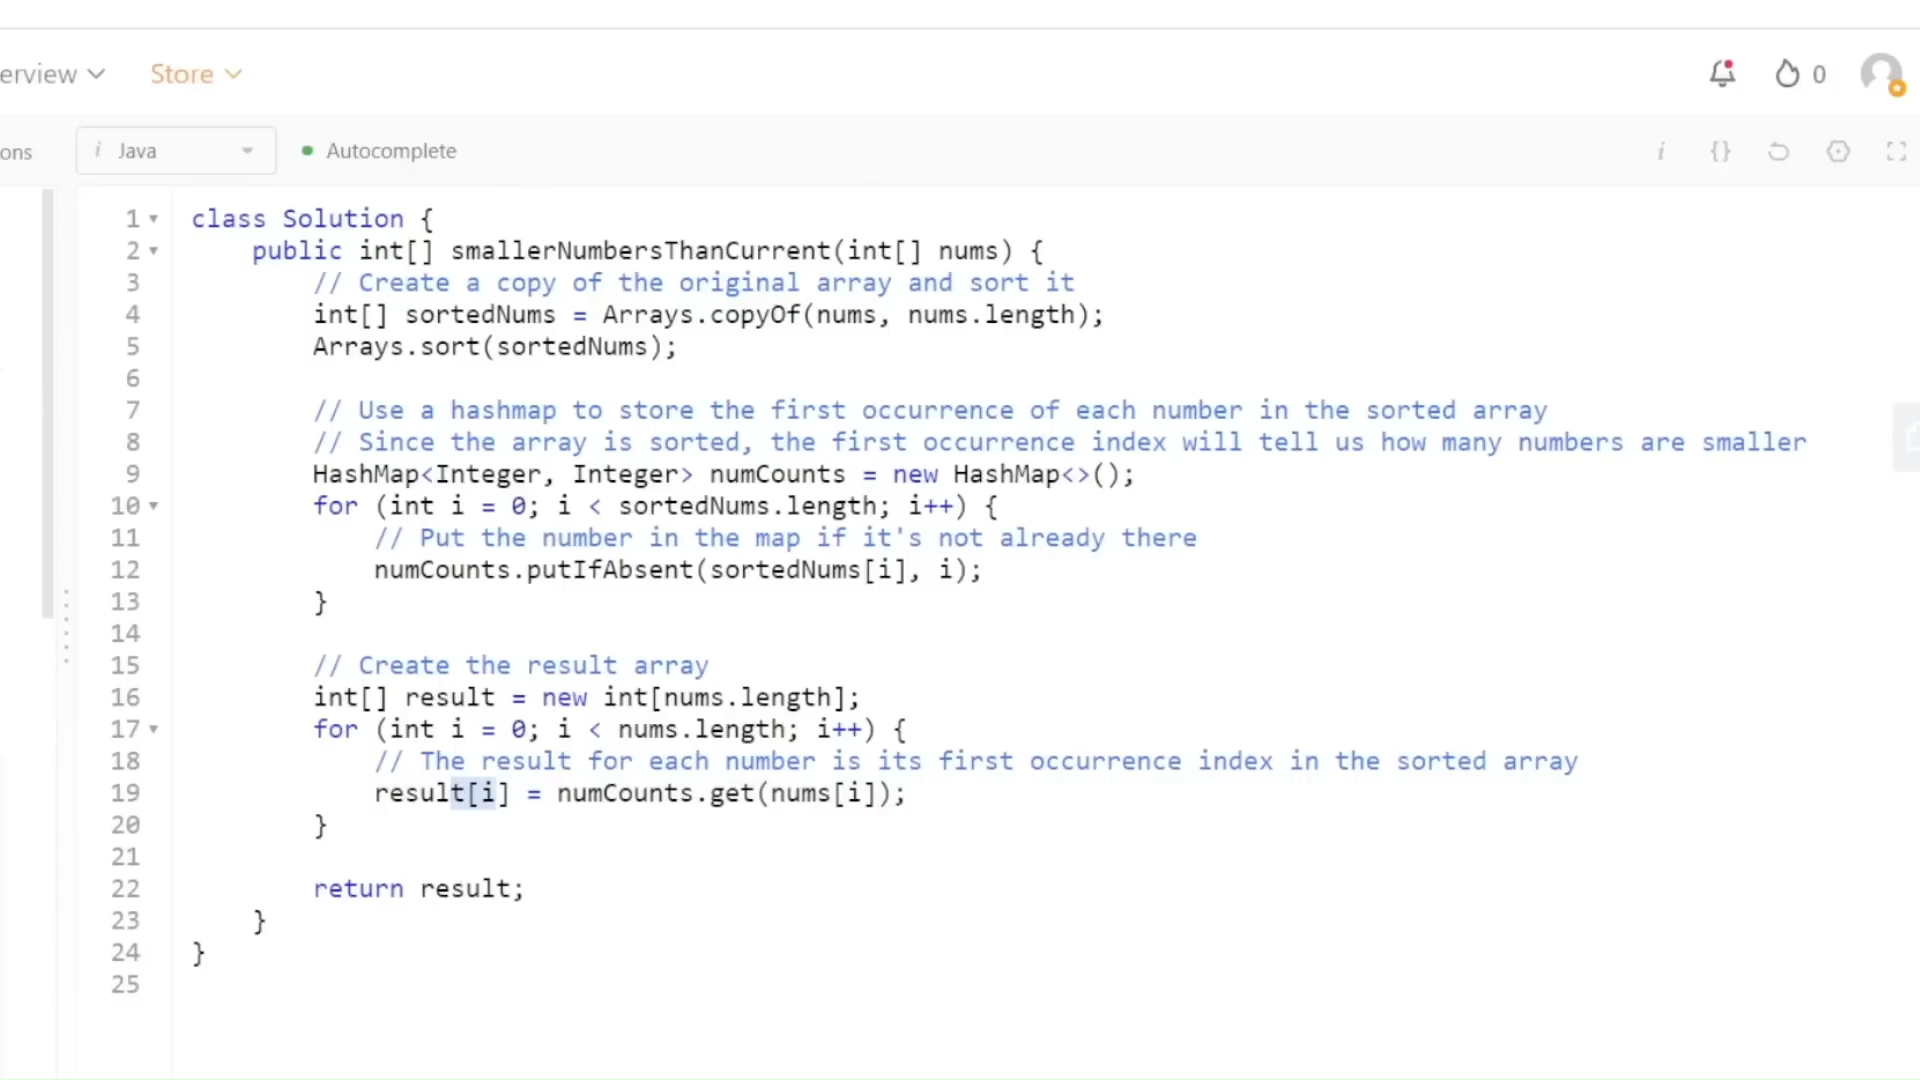 erview Store 0
ons i Java Autocomplete i {}
1 class Solution {
2 public int[] smallerNumbersThanCurrent(int[] nums) {
3 // Create a copy of the original array and sort it
4 int[] sortedNums = Arrays.copyOf(nums, nums.length);
5 Arrays.sort(sortedNums);
6
7 // Use a hashmap to store the first occurrence of each number in the sorted array
8 // Since the array is sorted, the first occurrence index will tell us how many numbers are smaller
9 HashMap<Integer, Integer> numCounts = new HashMap<>();
10 for (int i = 0; i < sortedNums.length; i++) {
11 // Put the number in the map if it's not already there
12 numCounts.putIfAbsent(sortedNums[i], i);
13 }
14
15 // Create the result array
16 int[] result = new int[nums.length];
17 for (int i = 0; i < nums.length; i++) {
18 // The result for each number is its first occurrence index in the sorted array
19 result[i] = numCounts.get(nums[i]);
20 }
21
22 return result;
23 }
24 }
25